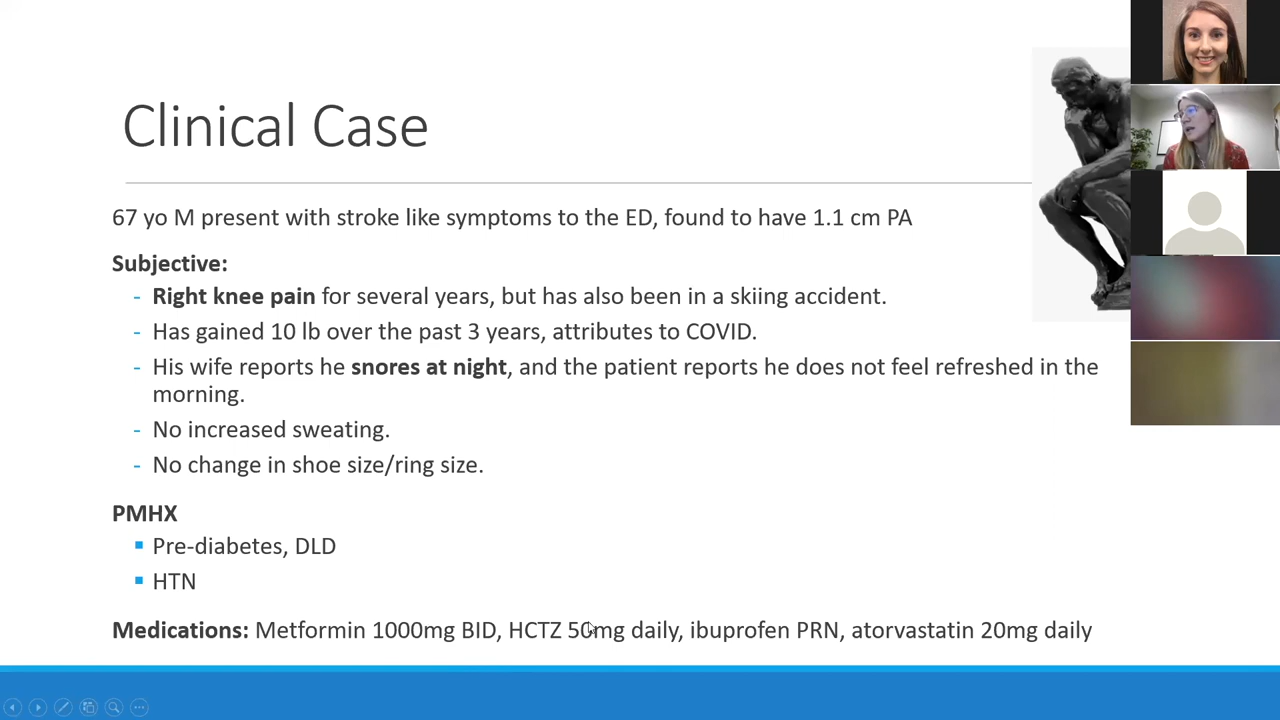 Clinical Case
67 yo M present with stroke like symptoms to the ED, found to have 1.1 cm PA
Subjective:
- Right knee pain for several years, but has also been in a skiing accident.
- Has gained 10 lb over the past 3 years, attributes to COVID.
- His wife reports he snores at night, and the patient reports he does not feel refreshed in the
morning.
- No increased sweating.
- No change in shoe size/ring size.
PMHX
▪ Pre-diabetes, DLD
▪ HTN
Medications: Metformin 1000mg BID, HCTZ 50mg daily, ibuprofen PRN, atorvastatin 20mg daily